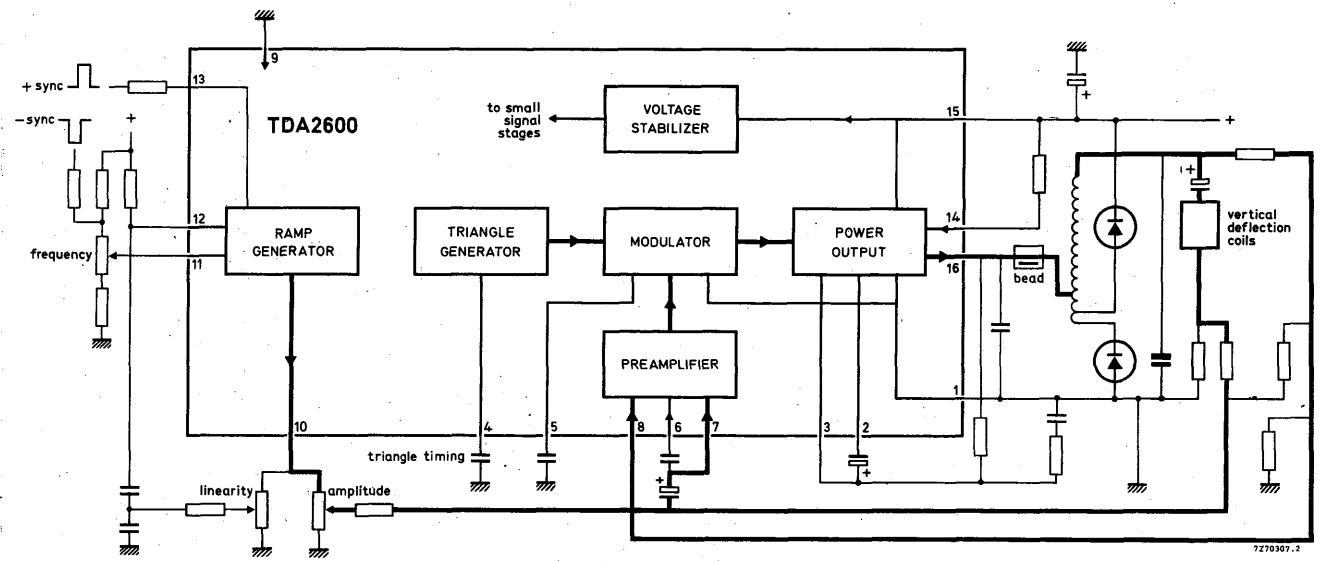 9
+ sync
13
TDA2600
to small
signal
stages
VOLTAGE
STABILIZER
15
+
+
− sync
+
+
12
RAMP
GENERATOR
TRIANGLE
GENERATOR
MODULATOR
POWER
OUTPUT
14
vertical
deflection
coils
frequency
11
16
bead
PREAMPLIFIER
1
10
4
5
8
6
7
3
2
triangle timing
+
+
linearity
amplitude
7Z70307.2